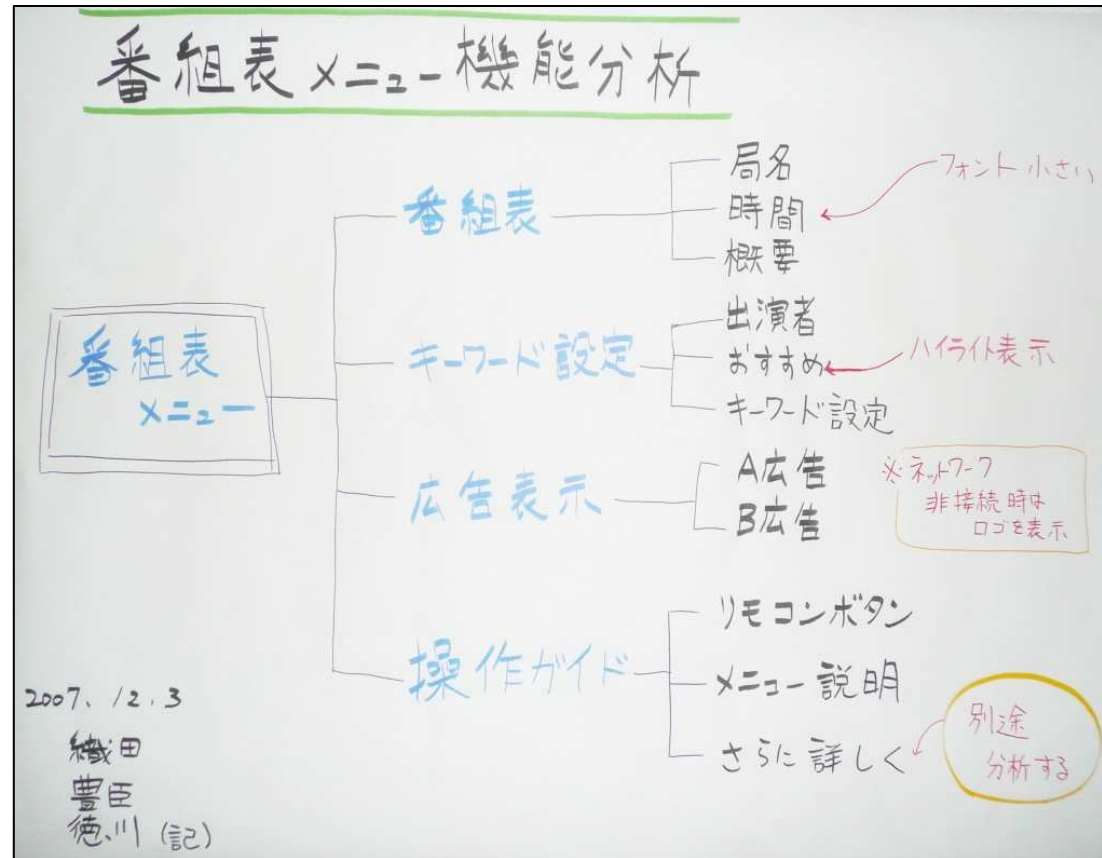 番組表メニュー機能分析
番組表
メニュー
番組表
局名
時間
概要
フォント小さい
キーワード設定
出演者
おすすめ
キーワード設定
ハイライト表示
広告表示
A広告
B広告
※ネットワーク
非接続時は
ロゴを表示
操作ガイド
リモコンボタン
メニュー説明
さらに詳しく
別途
分析する
2007.12.3
織田
豊臣
徳川(記)